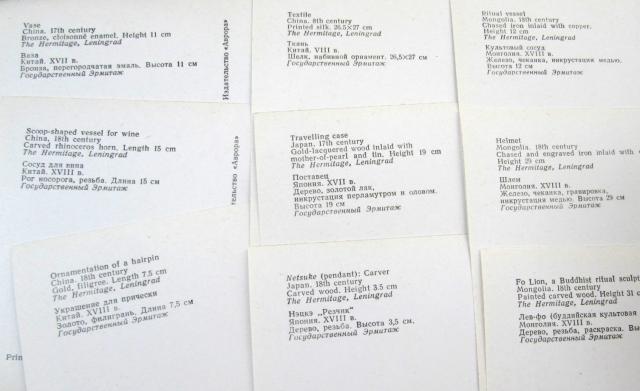 Vase
China. 17th century
Bronze, cloisonné enamel. Height 11 cm
The Hermitage, Leningrad
Ваза
Китай. XVII в.
Бронза, перегородчатая эмаль. Высота 11 см
Государственный Эрмитаж
Издательство «Аврора»
Textile
China. 8th century
Printed silk. 26.5×27 cm
The Hermitage, Leningrad
Ткань
Китай. VIII в.
Шелк, набивной орнамент. 26,5×27 см
Государственный Эрмитаж
Ritual vessel
Mongolia. 18th century
Chased iron inlaid with copper.
Height 12 cm
The Hermitage, Leningrad
Культовый сосуд
Монголия. XVIII в.
Железо, чеканка, инкрустация медью.
Высота 12 см
Государственный Эрмитаж
Scoop-shaped vessel for wine
China, 18th century
Carved rhinoceros horn. Length 15 cm
The Hermitage, Leningrad
Сосуд для вина
Китай. XVIII в.
Рог носорога, резьба. Длина 15 см
Государственный Эрмитаж
тельство «Аврора»
Travelling case
Japan. 17th century
Gold-lacquered wood inlaid with
mother-of-pearl and tin. Height 19 cm
The Hermitage, Leningrad
Поставец
Япония. XVII в.
Дерево, золотой лак,
инкрустация перламутром и оловом.
Высота 19 см
Государственный Эрмитаж
Helmet
Mongolia. 18th century
Chased and engraved iron inlaid with
Height 29 cm
The Hermitage, Leningrad
Шлем
Монголия. XVIII в.
Железо, чеканка, гравировка,
инкрустация медью. Высота 29 см
Государственный Эрмитаж
Ornamentation of a hairpin
China. 18th century
Gold, filigree. Length 7.5 cm
The Hermitage, Leningrad
Украшение для прически
Китай. XVIII в.
Золото, филигрань. Длина 7,5 см
Государственный Эрмитаж
Prin
Netsuke (pendant): Carver
Japan. 18th century
Carved wood. Height 3.5 cm
The Hermitage, Leningrad
Нэцкэ „Резчик“
Япония. XVIII в.
Дерево, резьба. Высота 3,5 см.
Государственный Эрмитаж
Fo Lion, a Buddhist ritual sculpt
Mongolia. 18th century
Painted carved wood. Height 31 c
The Hermitage, Leningrad
Лев-фо (буддийская культовая
Монголия. XVIII в.
Дерево, резьба, раскраска. Вы
Государственный Эрмитаж